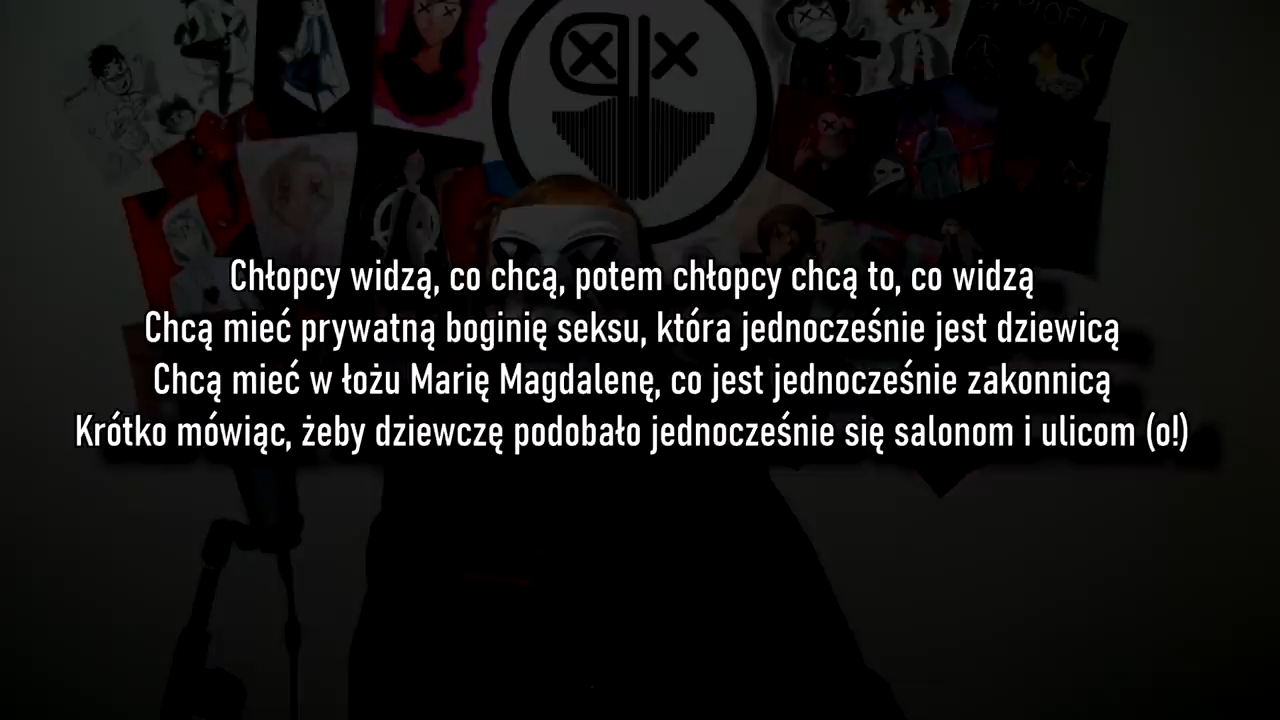 Chłopcy widzą, co chcą, potem chłopcy chcą to, co widzą
Chcą mieć prywatną boginię seksu, która jednocześnie jest dziewicą
Chcą mieć w łożu Marię Magdalenę, co jest jednocześnie zakonnicą
Krótko mówiąc, żeby dziewczę podobało jednocześnie się salonom i ulicom (o!)